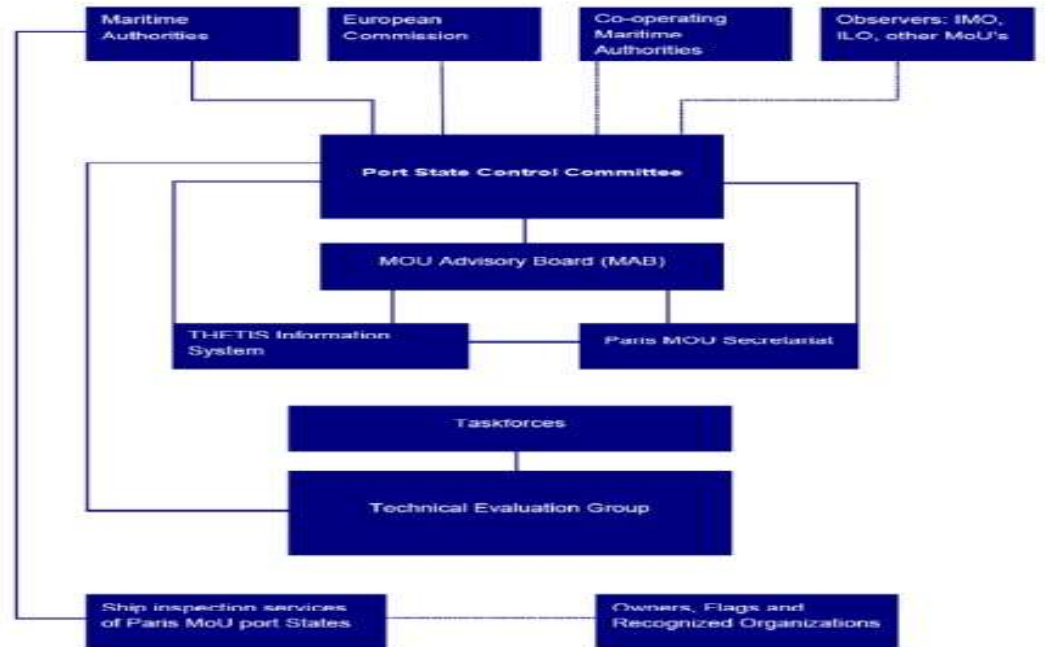 Maritime
Authorities
European
Commission
Co-operating
Maritime
Authorities
Observers: IMO,
ILO, other MoU's
Port State Control Committee
MOU Advisory Board (MAB)
THETIS Information
System
Paris MOU Secretariat
Taskforces
Technical Evaluation Group
Ship inspection services
of Paris MoU port States
Owners, Flags and
Recognized Organizations